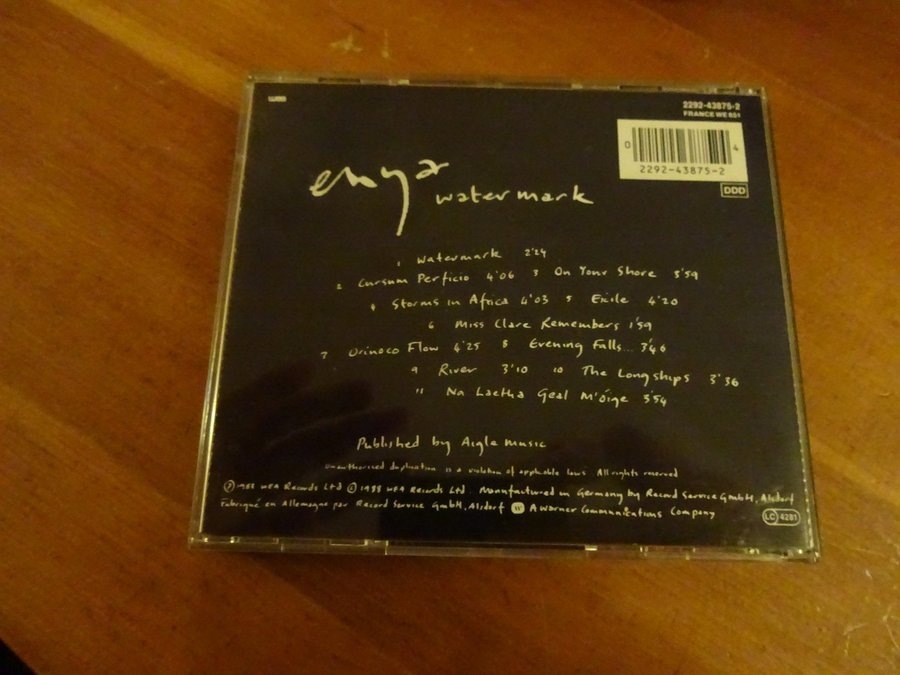 wea
2292-43875-2
FRANCE WE 851
0 4
2292-43875-2
DDD
enya
watermark
1 Watermark 2'24
2 Cursum Perficio 4'06 3 On Your Shore 3'59
4 Storms in Africa 4'03 5 Exile 4'20
6 Miss Clare Remembers 1'59
7 Orinoco Flow 4'25 8 Evening Falls... 3'46
9 River 3'10 10 The Longships 3'36
11 Na Laetha Geal M'óige 3'54
Published by Aigle Music
Unauthorised duplication is a violation of applicable laws All rights reserved
℗ 1988 WEA Records Ltd © 1988 WEA Records Ltd. Manufactured in Germany by Record Service GmbH, Alsdorf
Fabriqué en Allemagne par Record Service GmbH, Alsdorf W A Warner Communications Company
LC 4281